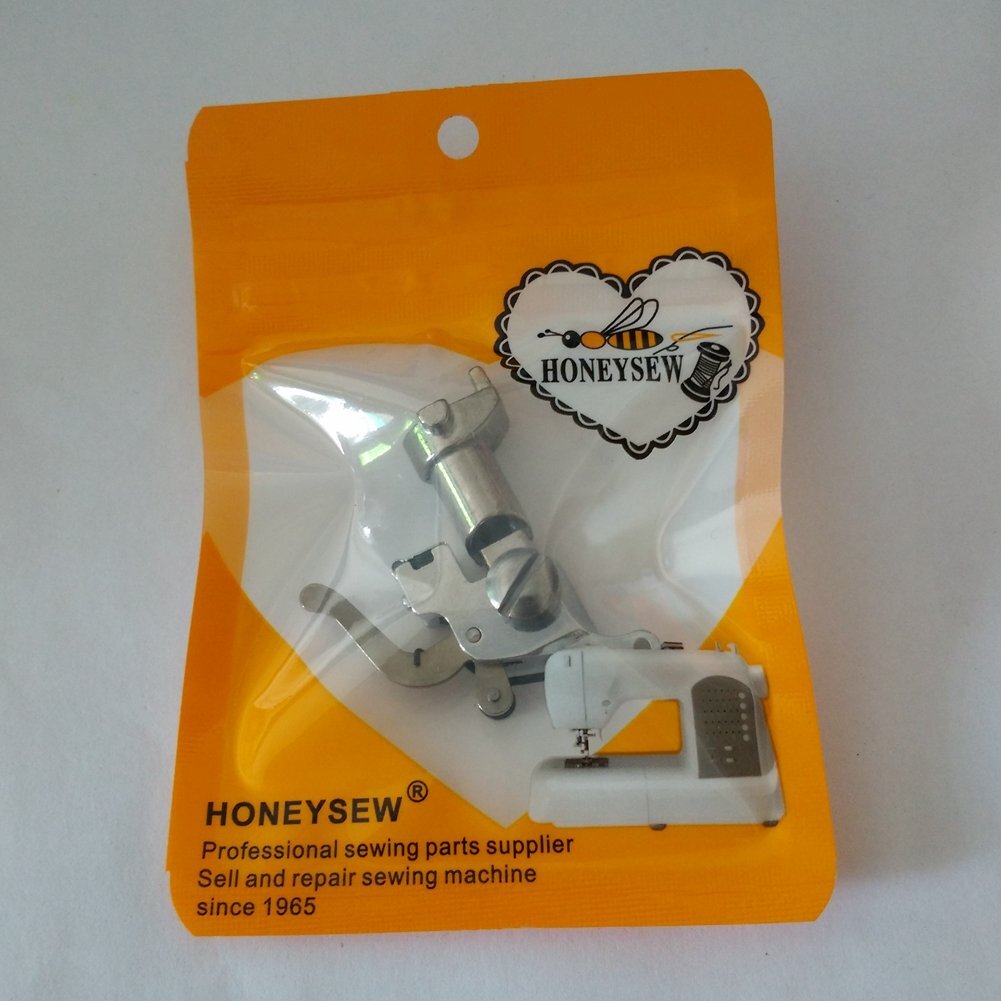 HONEYSEW
HONEYSEW®
Professional sewing parts supplier
Sell and repair sewing machine
since 1965